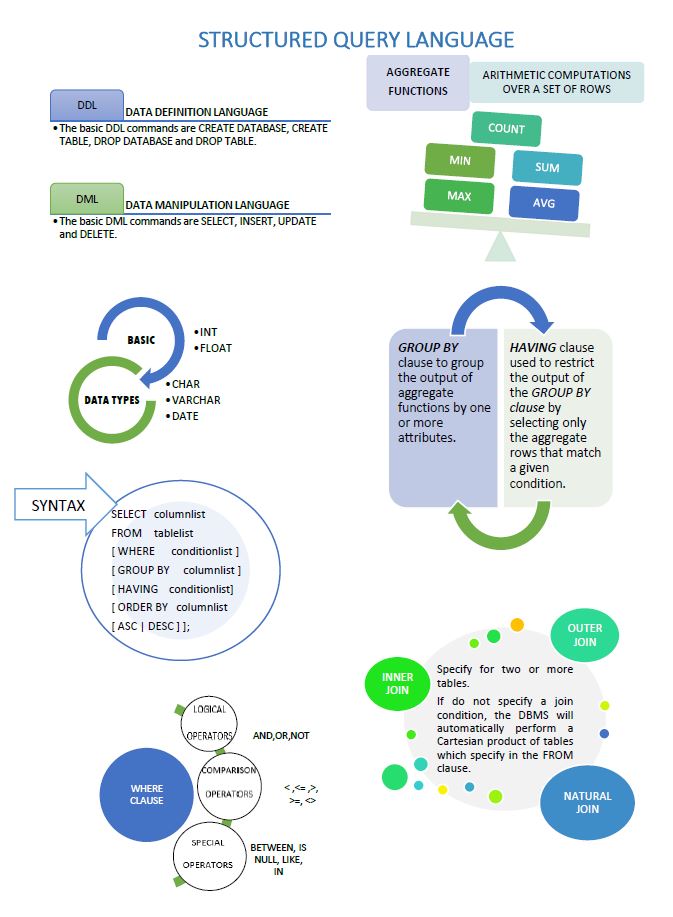 STRUCTURED QUERY LANGUAGE
DDL
DATA DEFINITION LANGUAGE
•The basic DDL commands are CREATE DATABASE, CREATE
TABLE, DROP DATABASE and DROP TABLE.
DML
DATA MANIPULATION LANGUAGE
•The basic DML commands are SELECT, INSERT, UPDATE
and DELETE.
AGGREGATE
FUNCTIONS
ARITHMETIC COMPUTATIONS
OVER A SET OF ROWS
COUNT
MIN
SUM
MAX
AVG
BASIC
•INT
•FLOAT
DATA TYPES
•CHAR
•VARCHAR
•DATE
GROUP BY
clause to group
the output of
aggregate
functions by one
or more
attributes.
HAVING clause
used to restrict
the output of
the GROUP BY
clause by
selecting only
the aggregate
rows that match
a given
condition.
SYNTAX
SELECT columnlist
FROM tablelist
[ WHERE conditionlist ]
[ GROUP BY columnlist ]
[ HAVING conditionlist]
[ ORDER BY columnlist
[ ASC | DESC ] ];
OUTER
JOIN
INNER
JOIN
Specify for two or more
tables.
If do not specify a join
condition, the DBMS will
automatically perform a
Cartesian product of tables
which specify in the FROM
clause.
NATURAL
JOIN
WHERE
CLAUSE
LOGICAL
OPERATORS
AND,OR,NOT
COMPARISON
OPERATIORS
< ,<= ,>,
>=, <>
SPECIAL
OPERATORS
BETWEEN, IS
NULL, LIKE,
IN